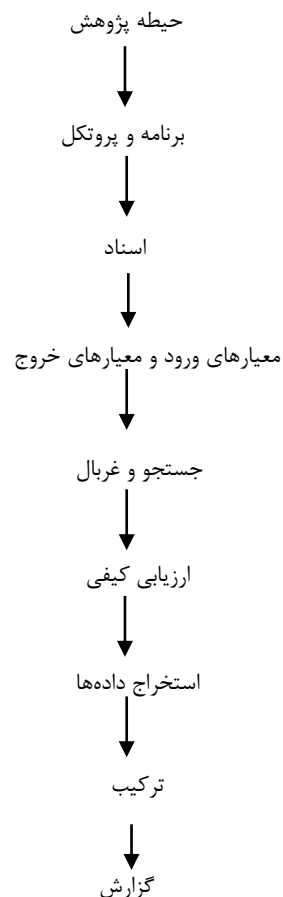 حیطه پژوهش
برنامه و پروتکل
اسناد
معیارهای ورود و معیارهای خروج
جستجو و غربال
ارزیابی کیفی
استخراج داده‌ها
ترکیب
گزارش